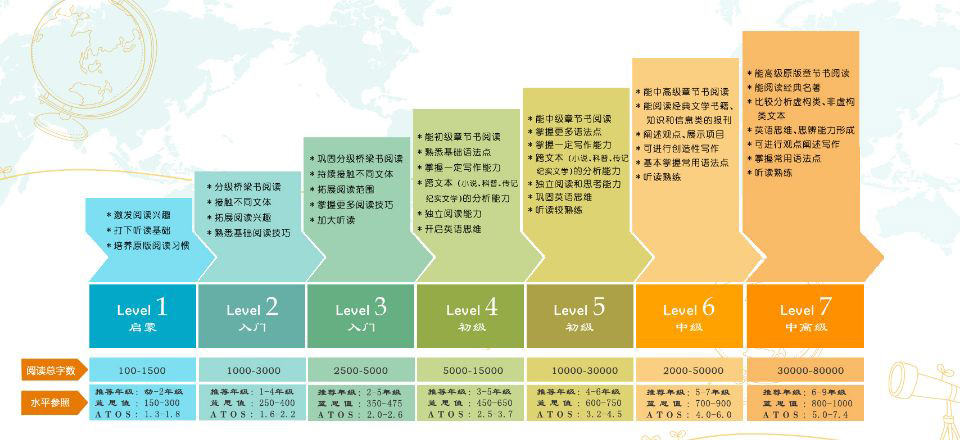 * 激发阅读兴趣
* 打下听读基础
* 培养原版阅读习惯
* 分级桥梁书阅读
* 接触不同文体
* 拓展阅读兴趣
* 熟悉基础阅读技巧
* 巩固分级桥梁书阅读
* 持续接触不同文体
* 拓展阅读范围
* 掌握更多阅读技巧
* 加大听读
* 能初级章节书阅读
* 熟悉基础语法点
* 掌握一定写作能力
* 跨文本（小说、科普、传记
纪实文学）的分析能力
* 独立阅读能力
* 开启英语思维
* 能中级章节书阅读
* 掌握更多语法点
* 掌握一定写作能力
* 跨文本（小说、科普、传记
纪实文学）的分析能力
* 独立阅读和思考能力
* 巩固英语思维
* 听读较熟练
* 能中高级章节书阅读
* 能阅读经典文学书籍、
知识和信息类的报刊
* 阐述观点、展示项目
* 可进行创造性写作
* 基本掌握常用语法点
* 听读熟练
* 能高级原版章节书阅读
* 能阅读经典名著
* 比较分析虚构类、非虚构
类文本
* 英语思维、思辨能力形成
* 可进行观点阐述写作
* 掌握常用语法点
* 听读熟练
Level 1
启蒙
Level 2
入门
Level 3
入门
Level 4
初级
Level 5
初级
Level 6
中级
Level 7
中高级
阅读总字数
100-1500
1000-3000
2500-5000
5000-15000
10000-30000
2000-50000
30000-80000
水平参照
推荐年级：幼-2年级
蓝思值：150-300
ATOS：1.3-1.8
推荐年级：1-4年级
蓝思值：250-400
ATOS：1.6-2.2
推荐年级：2-5年级
蓝思值：350-475
ATOS：2.0-2.6
推荐年级：3-5年级
蓝思值：450-650
ATOS：2.5-3.7
推荐年级：4-6年级
蓝思值：600-750
ATOS：3.2-4.5
推荐年级：5-7年级
蓝思值：700-900
ATOS：4.0-6.0
推荐年级：6-9年级
蓝思值：800-1000
ATOS：5.0-7.4